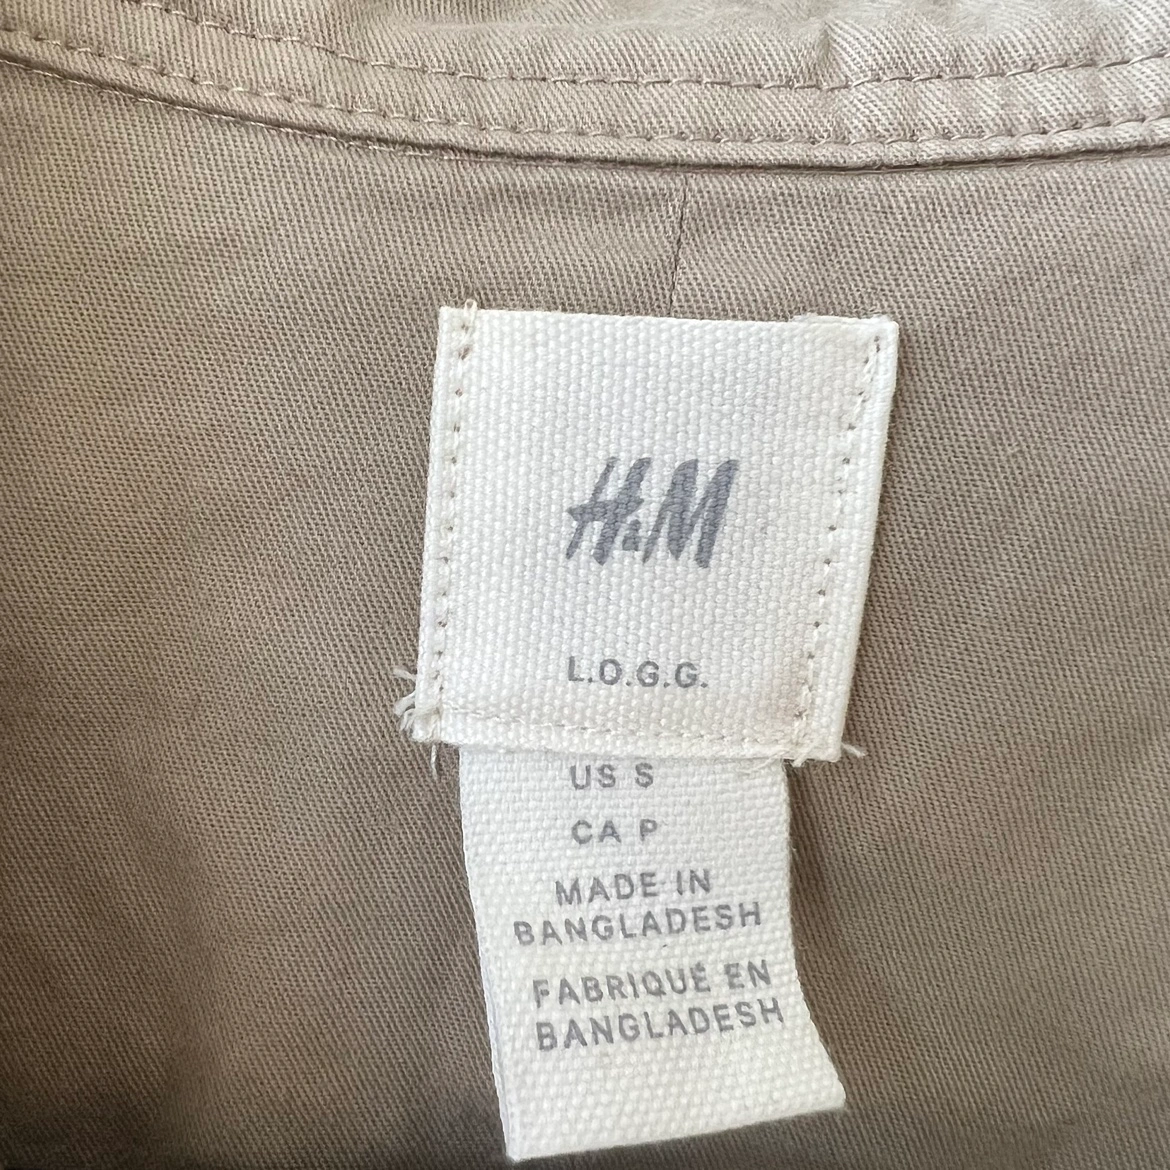 H&M
L.O.G.G.
US S
CA P
MADE IN
BANGLADESH
FABRIQUÉ EN
BANGLADESH